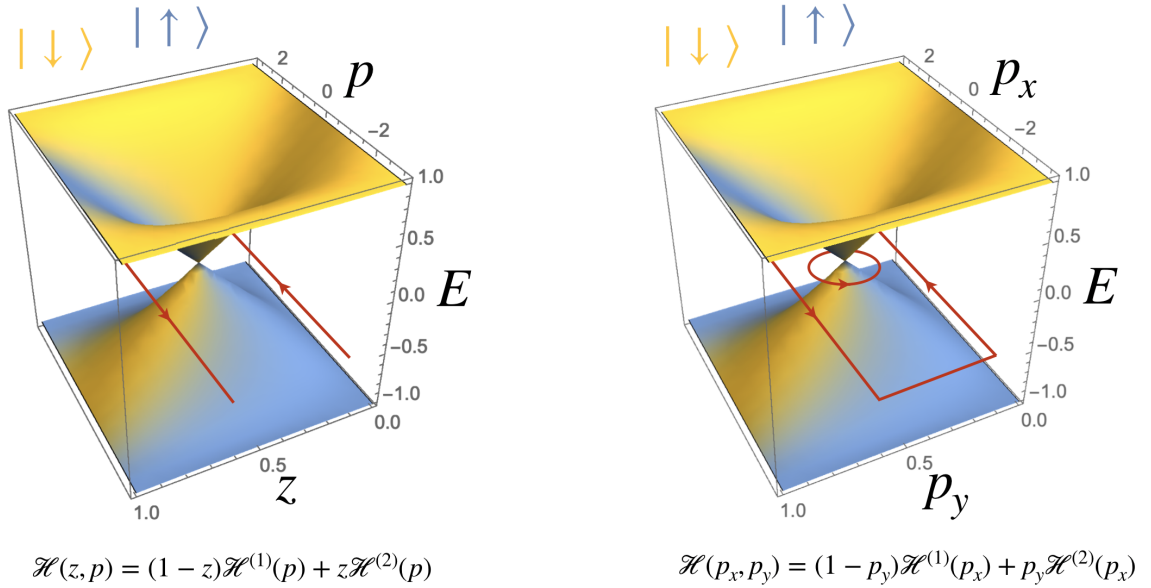 |↓⟩ |↑⟩ |↓⟩ |↑⟩
2 0 −2 p
2 0 −2 pₓ
1.0 0.5 0.0 −0.5 −1.0 E
1.0 0.5 0.0 −0.5 −1.0 E
0.0 0.5 1.0 z
0.0 0.5 1.0 p_y
ℋ(z, p) = (1 − z)ℋ⁽¹⁾(p) + zℋ⁽²⁾(p)
ℋ(pₓ, p_y) = (1 − p_y)ℋ⁽¹⁾(pₓ) + p_yℋ⁽²⁾(pₓ)